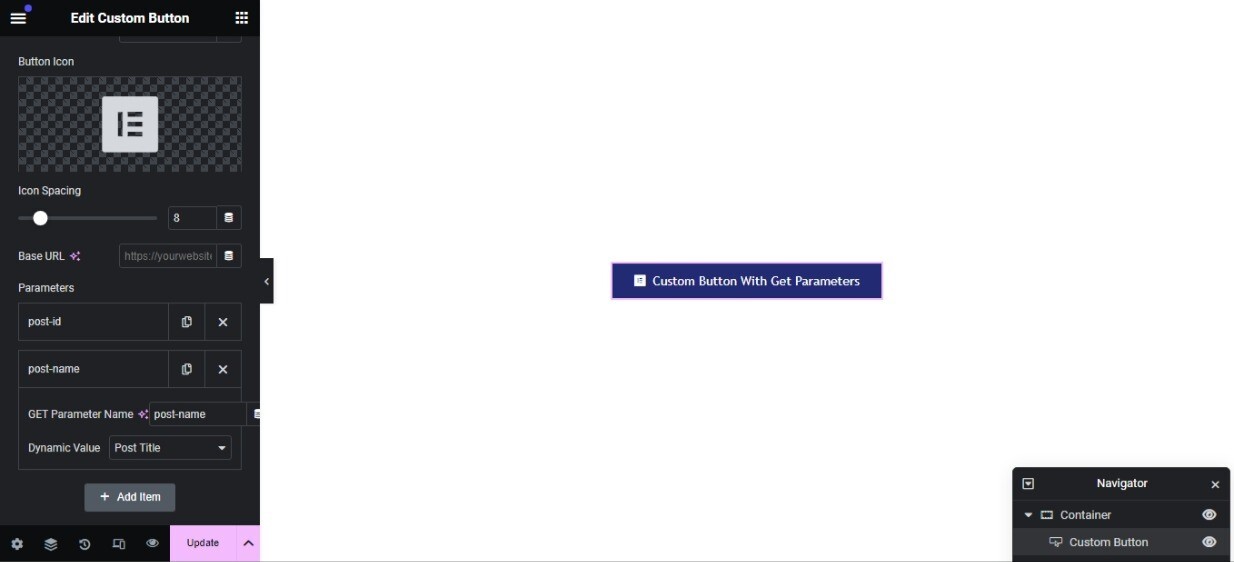 Edit Custom Button
Button Icon
Icon Spacing
8
Base URL
https://yourwebsit
Parameters
post-id
post-name
GET Parameter Name
post-name
Dynamic Value
Post Title
+ Add Item
Update
Custom Button With Get Parameters
Navigator
Container
Custom Button